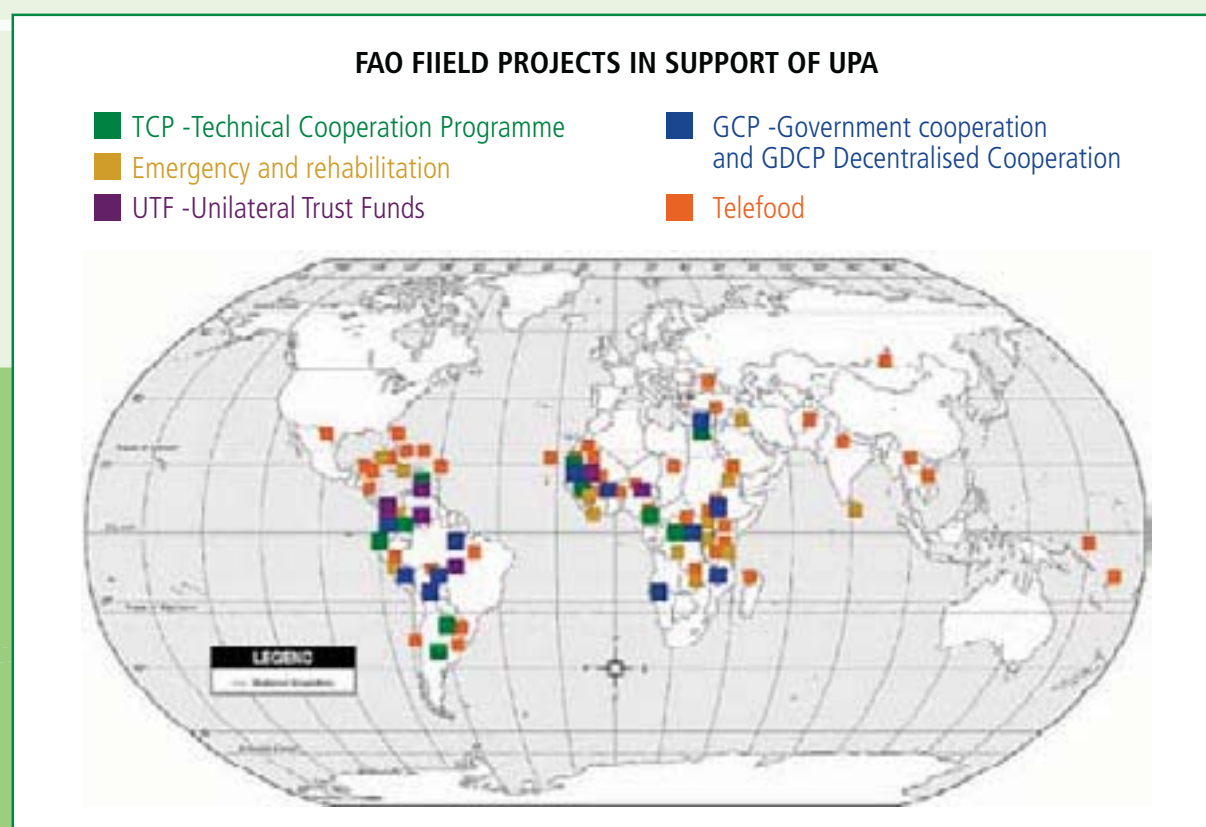 FAO FIIELD PROJECTS IN SUPPORT OF UPA
TCP -Technical Cooperation Programme
Emergency and rehabilitation
UTF -Unilateral Trust Funds
GCP -Government cooperation
and GDCP Decentralised Cooperation
Telefood
LEGEND